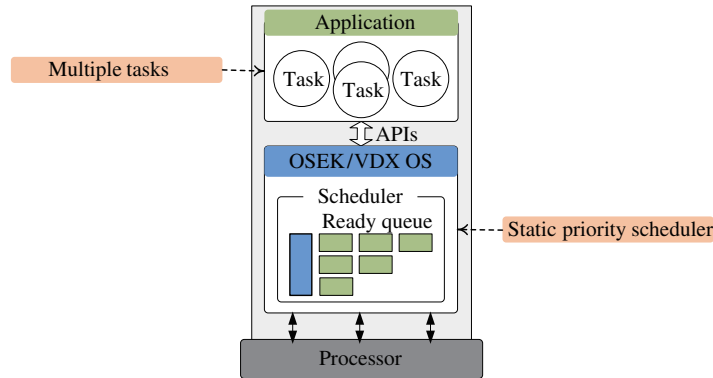 Application
Multiple tasks
Task
Task
Task
APIs
OSEK/VDX OS
Scheduler
Ready queue
Static priority scheduler
Processor